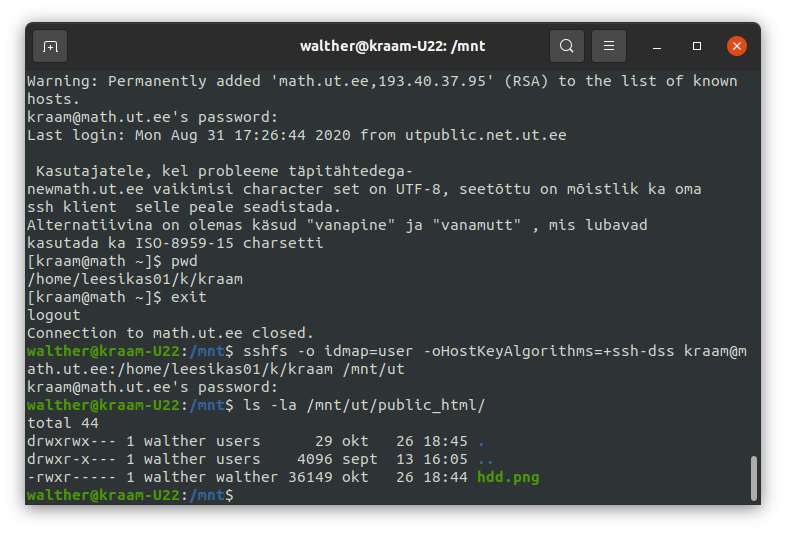 walther@kraam-U22: /mnt
Warning: Permanently added 'math.ut.ee,193.40.37.95' (RSA) to the list of known
hosts.
kraam@math.ut.ee's password:
Last login: Mon Aug 31 17:26:44 2020 from utpublic.net.ut.ee
Kasutajatele, kel probleeme täpitähtedega-
newmath.ut.ee vaikimisi character set on UTF-8, seetõttu on mõistlik ka oma
ssh klient  selle peale seadistada.
Alternatiivina on olemas käsud "vanapine" ja "vanamutt" , mis lubavad
kasutada ka ISO-8959-15 charsetti
[kraam@math ~]$ pwd
/home/leesikas01/k/kraam
[kraam@math ~]$ exit
logout
Connection to math.ut.ee closed.
walther@kraam-U22:/mnt$ sshfs -o idmap=user -oHostKeyAlgorithms=+ssh-dss kraam@m
ath.ut.ee:/home/leesikas01/k/kraam /mnt/ut
kraam@math.ut.ee's password:
walther@kraam-U22:/mnt$ ls -la /mnt/ut/public_html/
total 44
drwxrwx--- 1 walther users      29 okt   26 18:45 .
drwxr-x--- 1 walther users    4096 sept  13 16:05 ..
-rwxr----- 1 walther walther 36149 okt   26 18:44 hdd.png
walther@kraam-U22:/mnt$